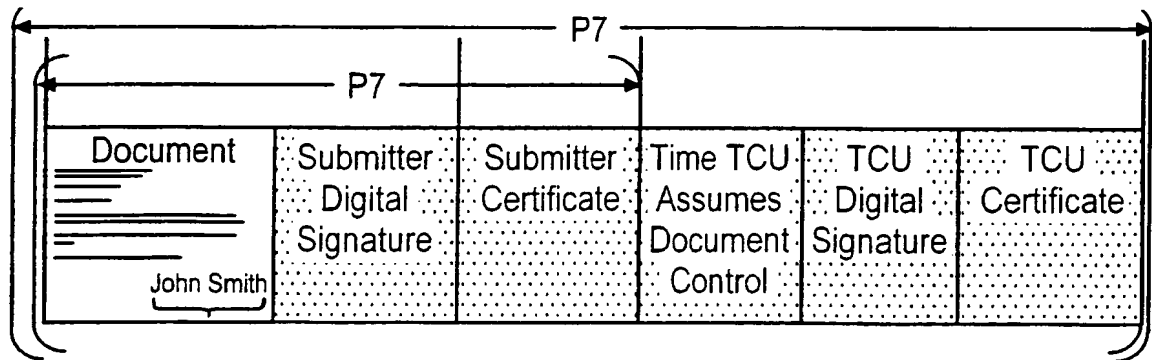 P7
P7
Document
John Smith
Submitter
Digital
Signature
Submitter
Certificate
Time TCU
Assumes
Document
Control
TCU
Digital
Signature
TCU
Certificate